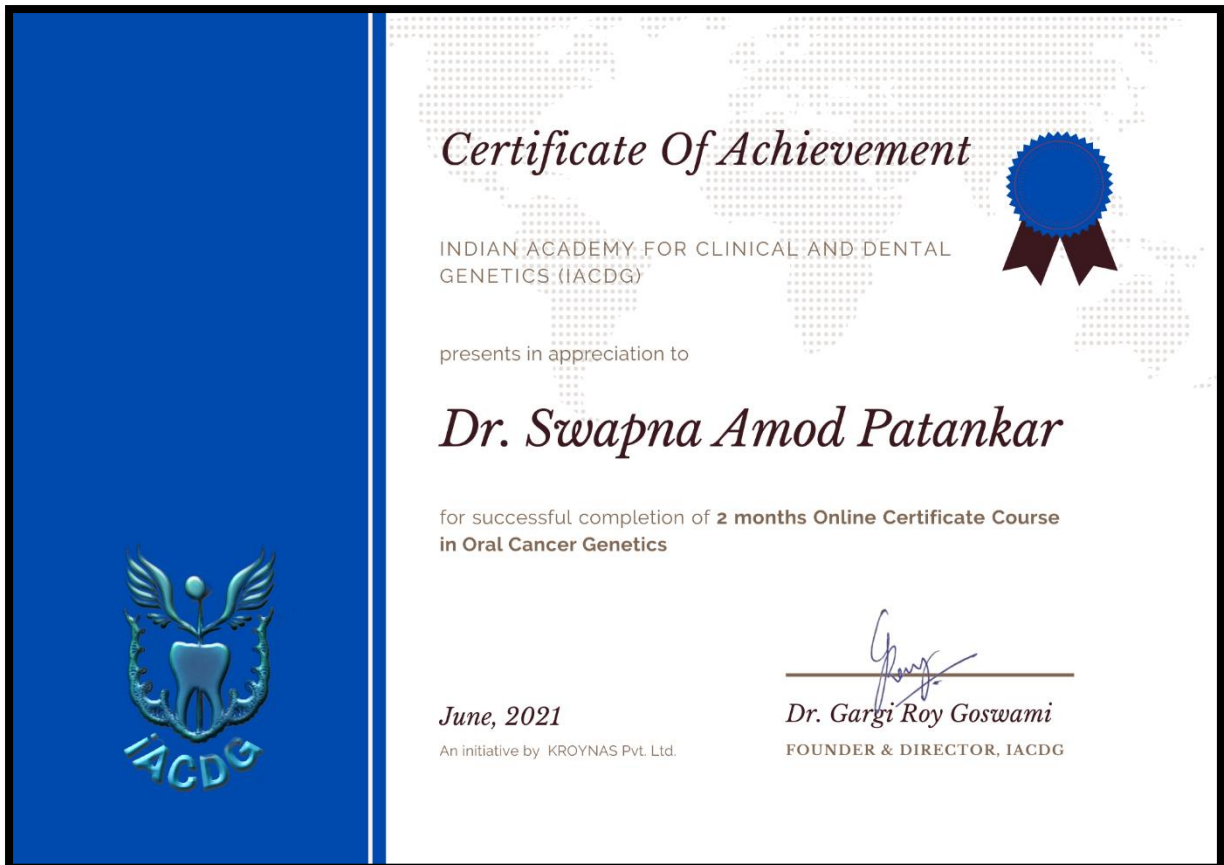 Certificate Of Achievement
INDIAN ACADEMY FOR CLINICAL AND DENTAL
GENETICS (IACDG)
presents in appreciation to
Dr. Swapna Amod Patankar
for successful completion of 2 months Online Certificate Course
in Oral Cancer Genetics
June, 2021
An initiative by KROYNAS Pvt. Ltd.
Dr. Gargi Roy Goswami
FOUNDER & DIRECTOR, IACDG
iACDG